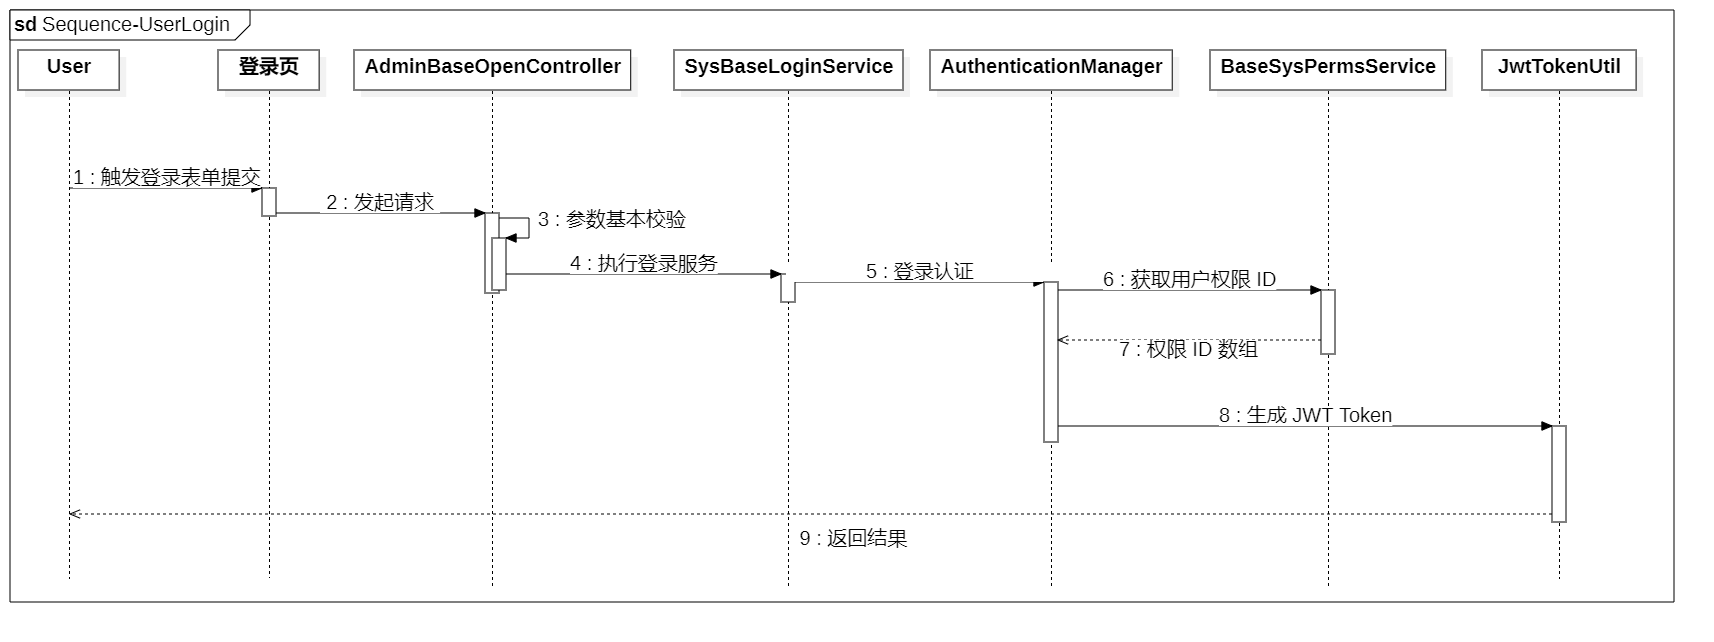 sd Sequence-UserLogin
User
登录页
AdminBaseOpenController
SysBaseLoginService
AuthenticationManager
BaseSysPermsService
JwtTokenUtil
1 : 触发登录表单提交
2 : 发起请求
3 : 参数基本校验
4 : 执行登录服务
5 : 登录认证
6 : 获取用户权限 ID
7 : 权限 ID 数组
8 : 生成 JWT Token
9 : 返回结果